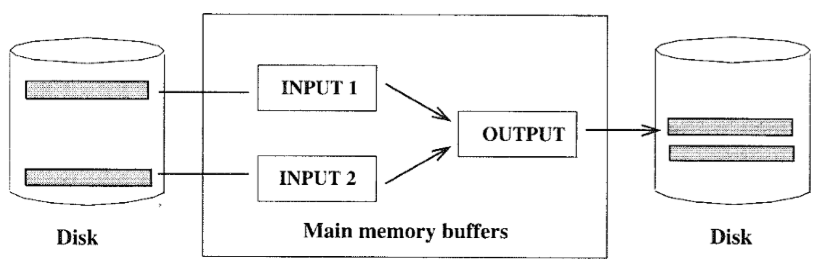 INPUT 1
OUTPUT
INPUT 2
Disk
Main memory buffers
Disk